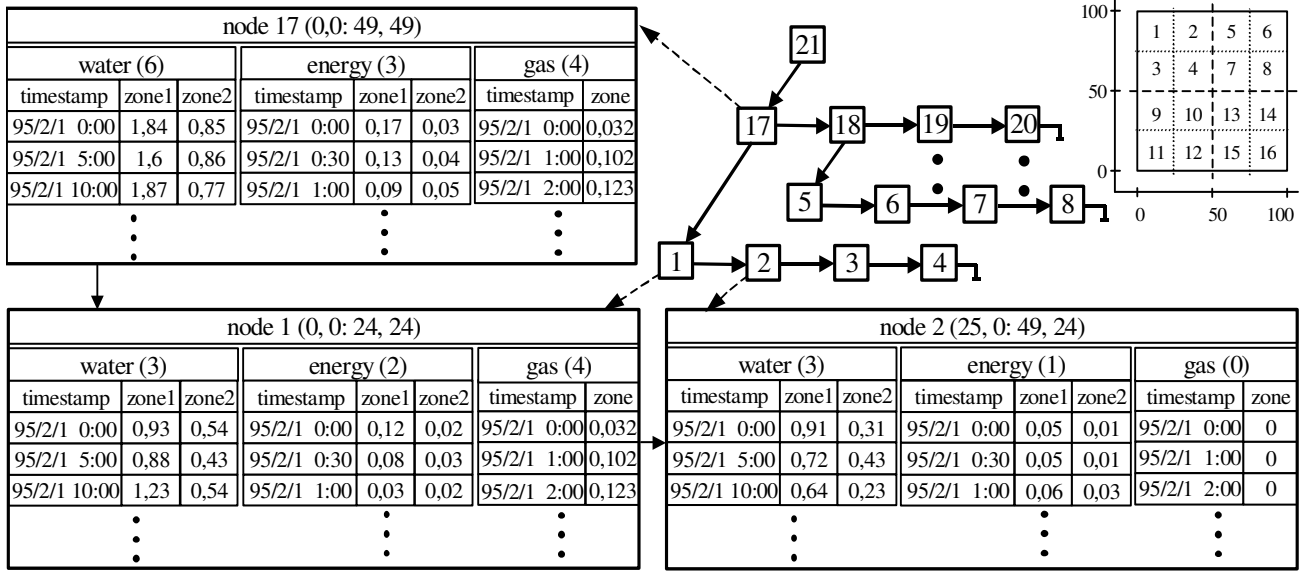 node 17 (0,0: 49, 49)
water (6) energy (3) gas (4)
timestamp zone1 zone2 timestamp zone1 zone2 timestamp zone
95/2/1 0:00 1,84 0,85 95/2/1 0:00 0,17 0,03 95/2/1 0:00 0,032
95/2/1 5:00 1,6 0,86 95/2/1 0:30 0,13 0,04 95/2/1 1:00 0,102
95/2/1 10:00 1,87 0,77 95/2/1 1:00 0,09 0,05 95/2/1 2:00 0,123
21
17 18 19 20
5 6 7 8
1 2 3 4
100
1 2 5 6
3 4 7 8
50
9 10 13 14
11 12 15 16
0
0 50 100
node 1 (0, 0: 24, 24)
water (3) energy (2) gas (4)
timestamp zone1 zone2 timestamp zone1 zone2 timestamp zone
95/2/1 0:00 0,93 0,54 95/2/1 0:00 0,12 0,02 95/2/1 0:00 0,032
95/2/1 5:00 0,88 0,43 95/2/1 0:30 0,08 0,03 95/2/1 1:00 0,102
95/2/1 10:00 1,23 0,54 95/2/1 1:00 0,03 0,02 95/2/1 2:00 0,123
node 2 (25, 0: 49, 24)
water (3) energy (1) gas (0)
timestamp zone1 zone2 timestamp zone1 zone2 timestamp zone
95/2/1 0:00 0,91 0,31 95/2/1 0:00 0,05 0,01 95/2/1 0:00 0
95/2/1 5:00 0,72 0,43 95/2/1 0:30 0,05 0,01 95/2/1 1:00 0
95/2/1 10:00 0,64 0,23 95/2/1 1:00 0,06 0,03 95/2/1 2:00 0